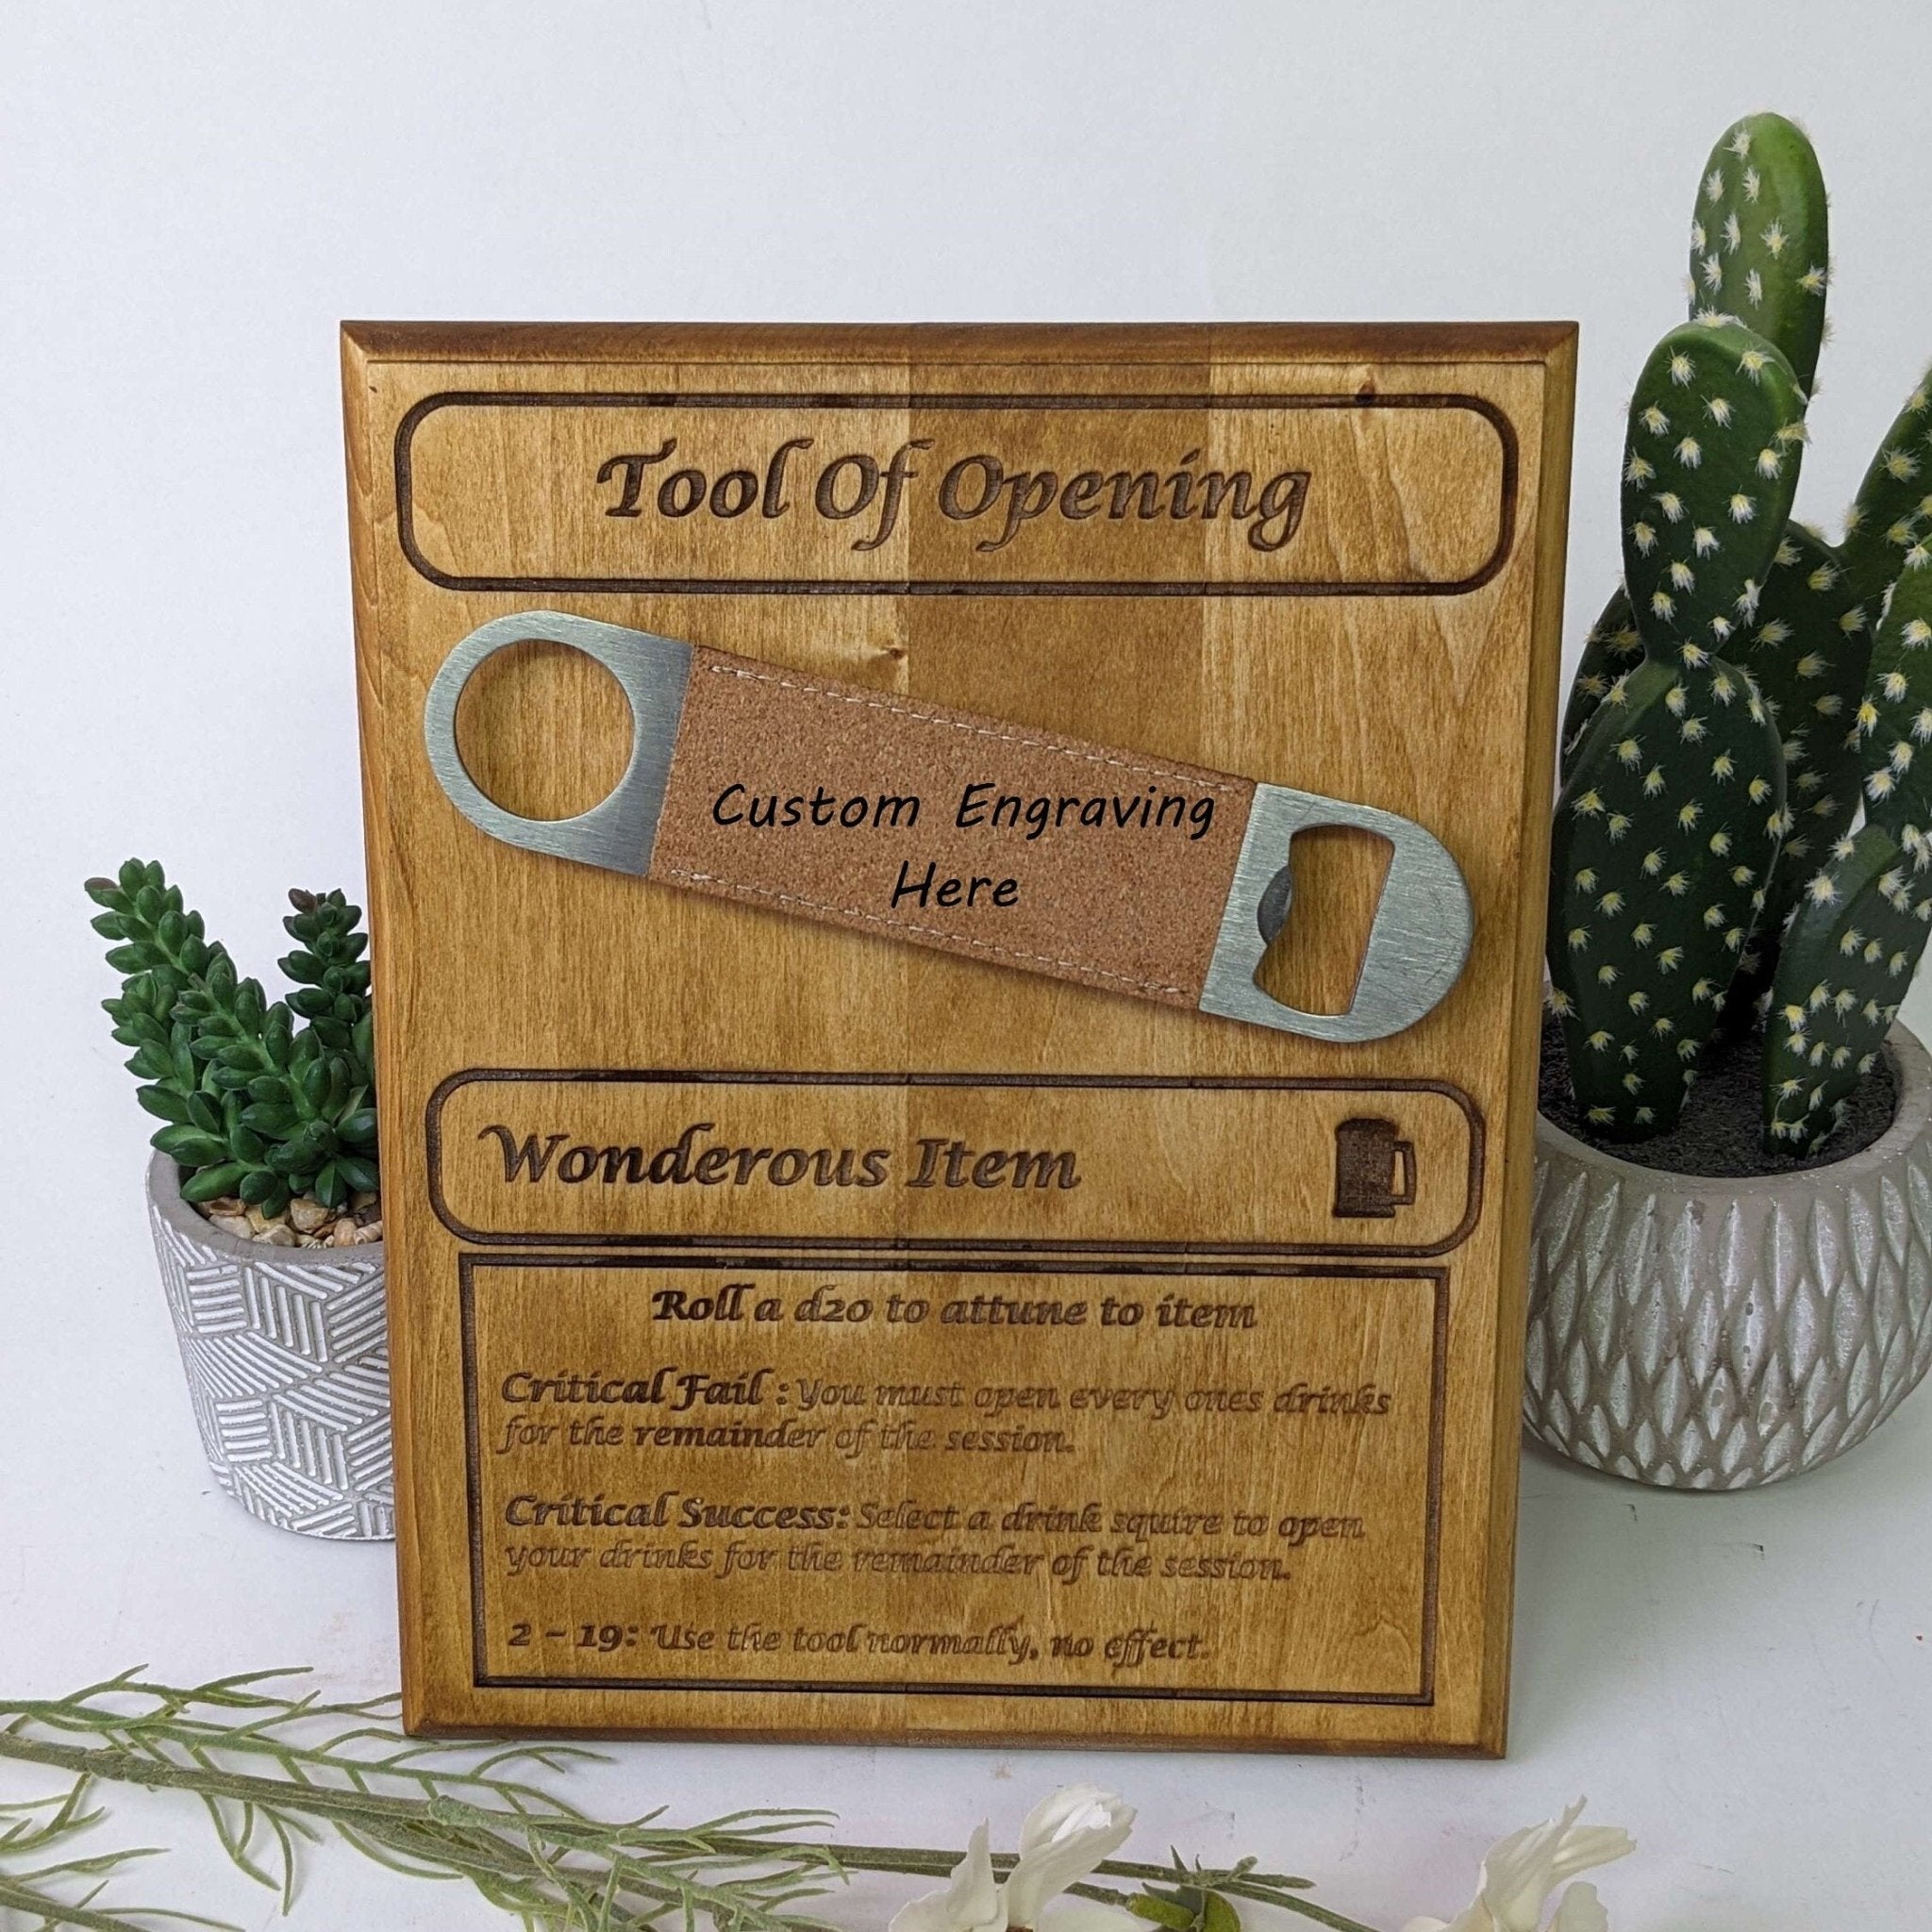 Tool Of Opening
Custom Engraving
Here
Wonderous Item
Roll a d20 to attune to item
Critical Fail : You must open every ones drinks
for the remainder of the session.
Critical Success: Select a drink squire to open
your drinks for the remainder of the session.
2 - 19: Use the tool normally, no effect.